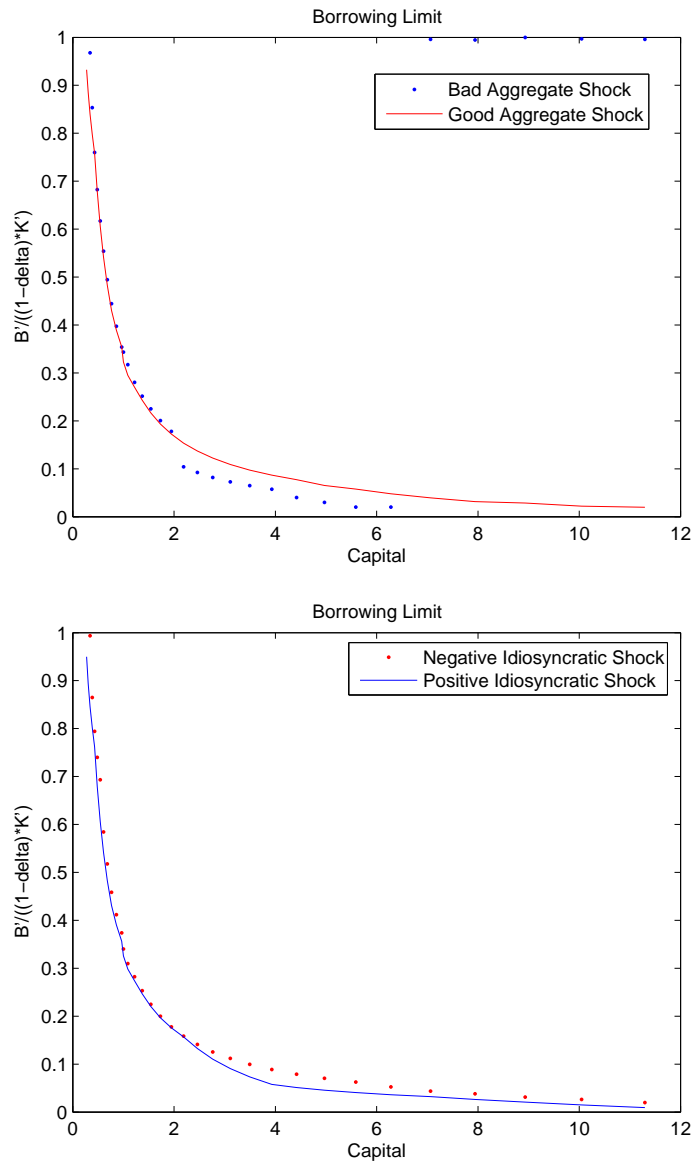 Borrowing Limit
1
0.9
0.8
0.7
0.6
0.5
0.4
0.3
0.2
0.1
0
B'/((1−delta)*K')
Bad Aggregate Shock
Good Aggregate Shock
0 2 4 6 8 10 12
Capital
Borrowing Limit
1
0.9
0.8
0.7
0.6
0.5
0.4
0.3
0.2
0.1
0
B'/((1−delta)*K')
Negative Idiosyncratic Shock
Positive Idiosyncratic Shock
0 2 4 6 8 10 12
Capital